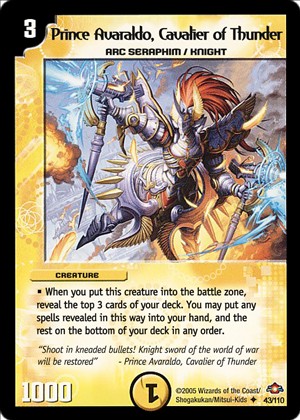 3
Prince Avaraldo, Cavalier of Thunder
ARC SERAPHIM / KNIGHT
CREATURE
▪ When you put this creature into the battle zone,
reveal the top 3 cards of your deck. You may put any
spells revealed in this way into your hand, and the
rest on the bottom of your deck in any order.
"Shoot in kneaded bullets! Knight sword of the world of war
will be restored" - Prince Avaraldo, Cavalier of Thunder
1000
1
©2005 Wizards of the Coast/
Shogakukan/Mitsui-Kids ✦ 43/110